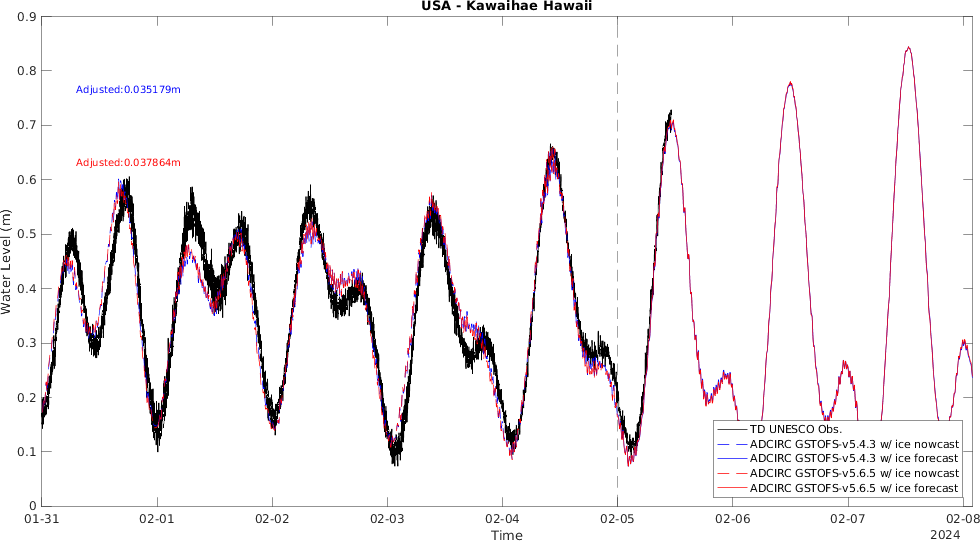 USA - Kawaihae Hawaii
0.9
0.8
0.7
0.6
0.5
0.4
0.3
0.2
0.1
0
Water Level (m)
Adjusted:0.035179m
Adjusted:0.037864m
TD UNESCO Obs.
ADCIRC GSTOFS-v5.4.3 w/ ice nowcast
ADCIRC GSTOFS-v5.4.3 w/ ice forecast
ADCIRC GSTOFS-v5.6.5 w/ ice nowcast
ADCIRC GSTOFS-v5.6.5 w/ ice forecast
01-31 02-01 02-02 02-03 02-04 02-05 02-06 02-07 02-08
Time
2024